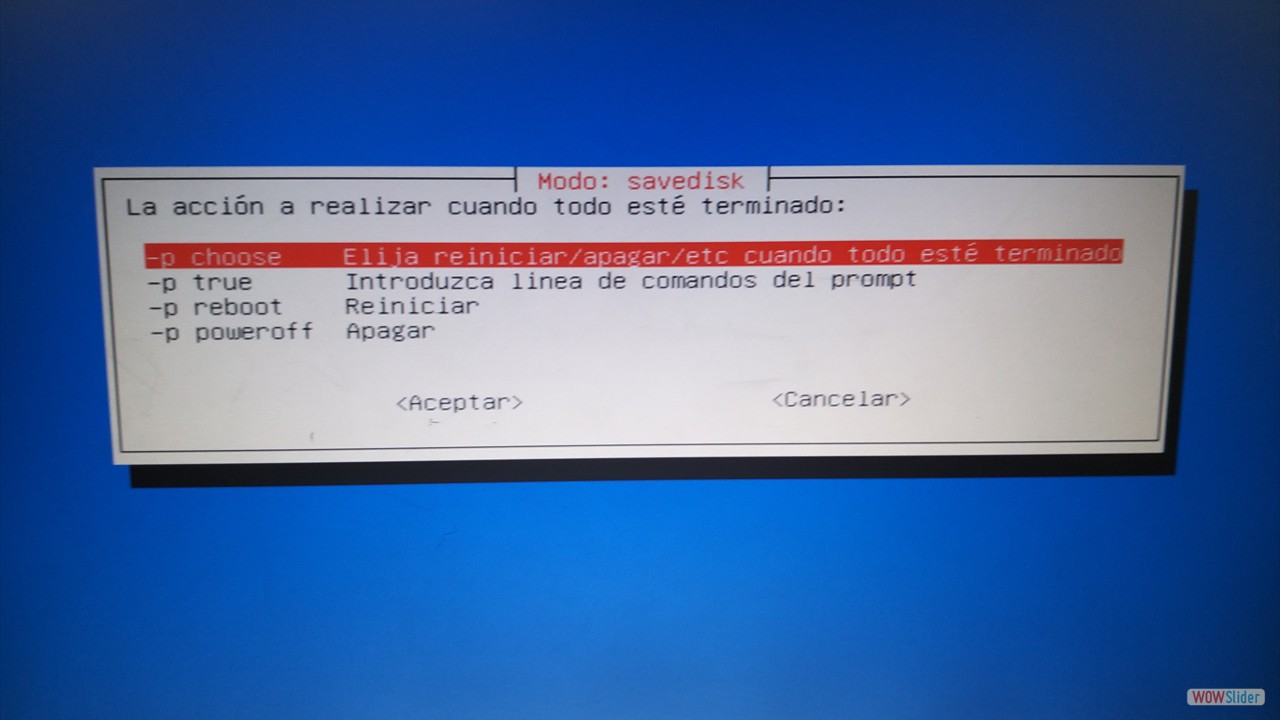 Modo: savedisk
La acción a realizar cuando todo esté terminado:
-p choose Elija reiniciar/apagar/etc cuando todo esté terminado
-p true Introduzca linea de comandos del prompt
-p reboot Reiniciar
-p poweroff Apagar
<Aceptar> <Cancelar>
WOWSlider